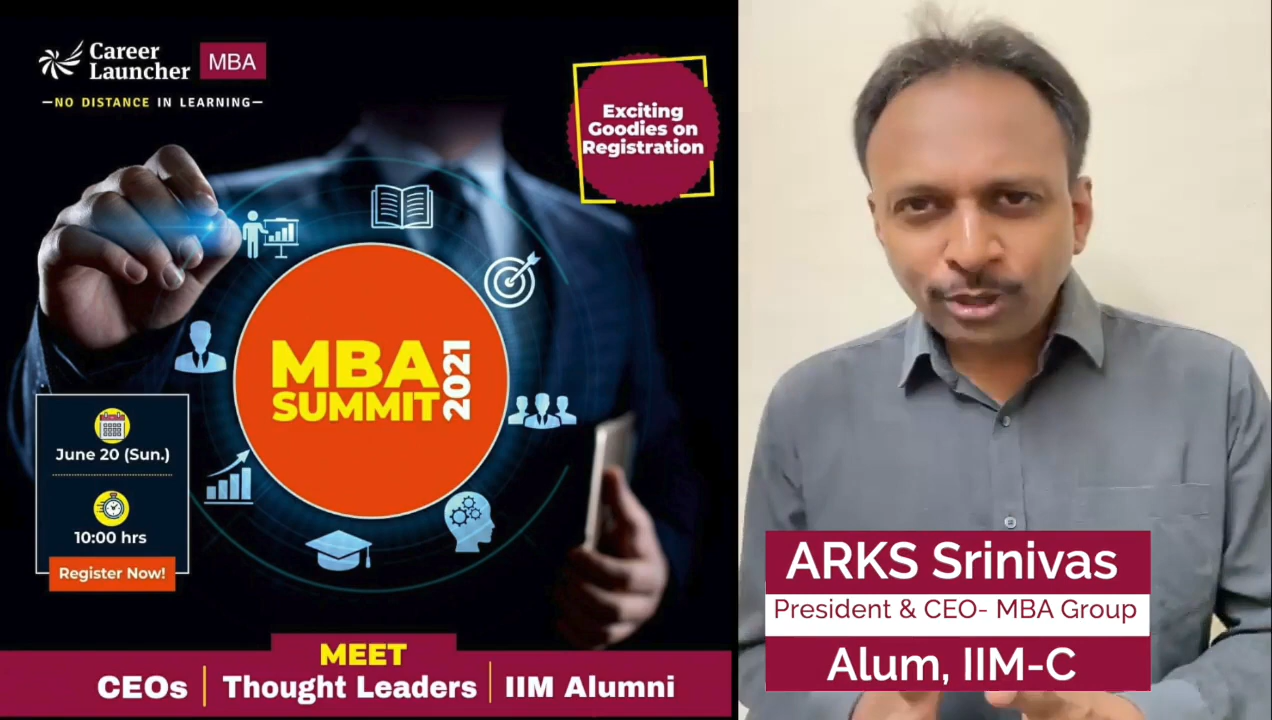 Career
Launcher
MBA
—NO DISTANCE IN LEARNING—
Exciting
Goodies on
Registration
MBA
SUMMIT
2021
June 20 (Sun.)
10:00 hrs
Register Now!
MEET
CEOs | Thought Leaders | IIM Alumni
ARKS Srinivas
President & CEO- MBA Group
Alum, IIM-C